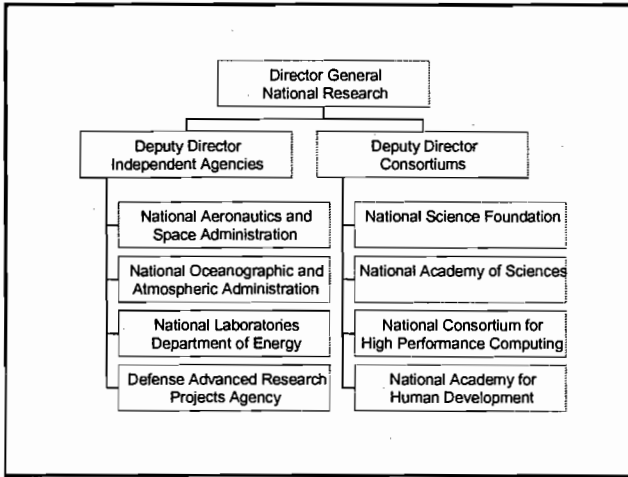 Director General
National Research
Deputy Director
Independent Agencies
Deputy Director
Consortiums
National Aeronautics and
Space Administration
National Oceanographic and
Atmospheric Administration
National Laboratories
Department of Energy
Defense Advanced Research
Projects Agency
National Science Foundation
National Academy of Sciences
National Consortium for
High Performance Computing
National Academy for
Human Development